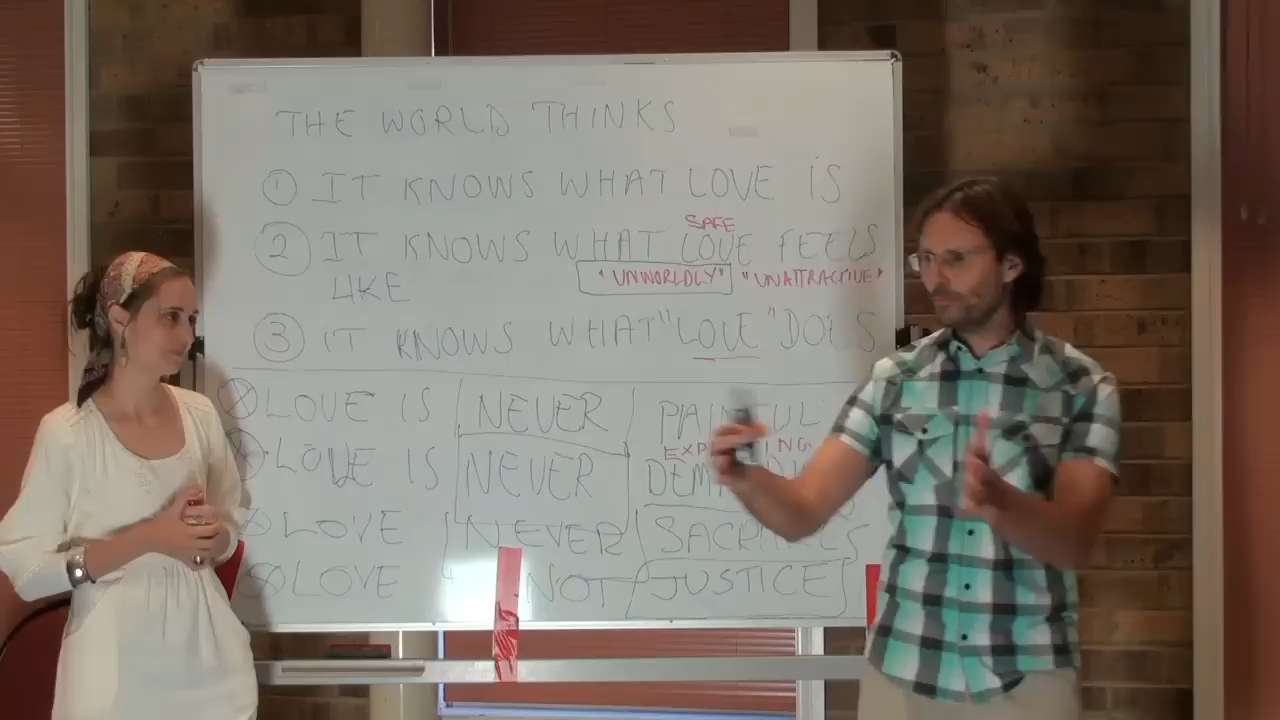 THE WORLD THINKS
① IT KNOWS WHAT LOVE IS
SAFE
② IT KNOWS WHAT LOVE FEELS
LIKE "UNWORLDLY" "UNATTRACTIVE"
③ IT KNOWS WHAT "LOVE" DOES
LOVE IS NEVER
LOVE IS NEVER
LOVE NEVER
LOVE NOT JUSTICE